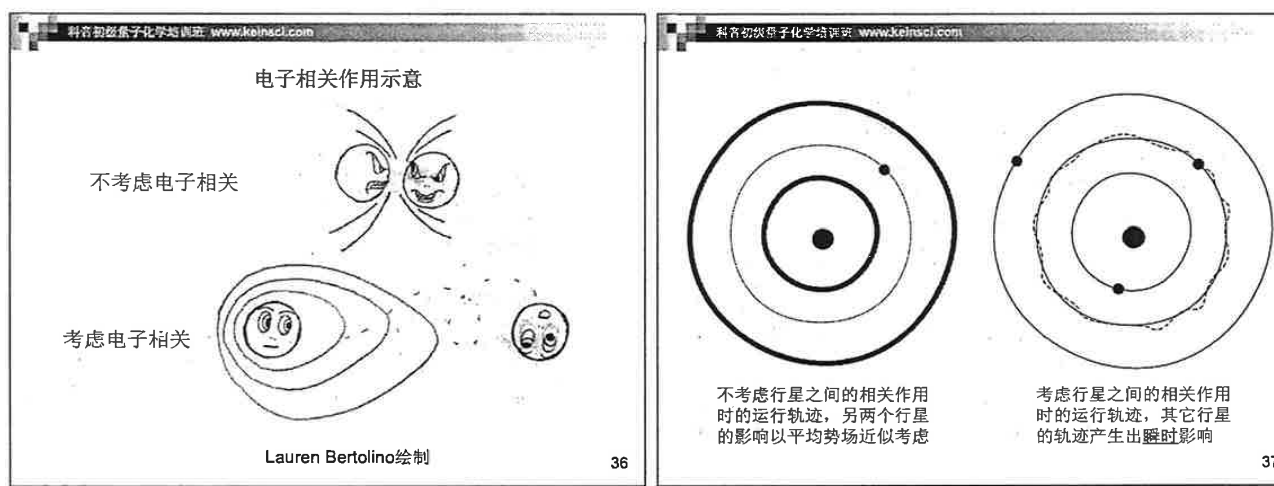 科音初级量子化学培训班 www.keinsci.com
电子相关作用示意
不考虑电子相关
考虑电子相关
Lauren Bertolino绘制
36
科音初级量子化学培训班 www.keinsci.com
不考虑行星之间的相关作用
时的运行轨迹，另两个行星
的影响以平均势场近似考虑
考虑行星之间的相关作用
时的运行轨迹，其它行星
的轨迹产生出瞬时影响
37